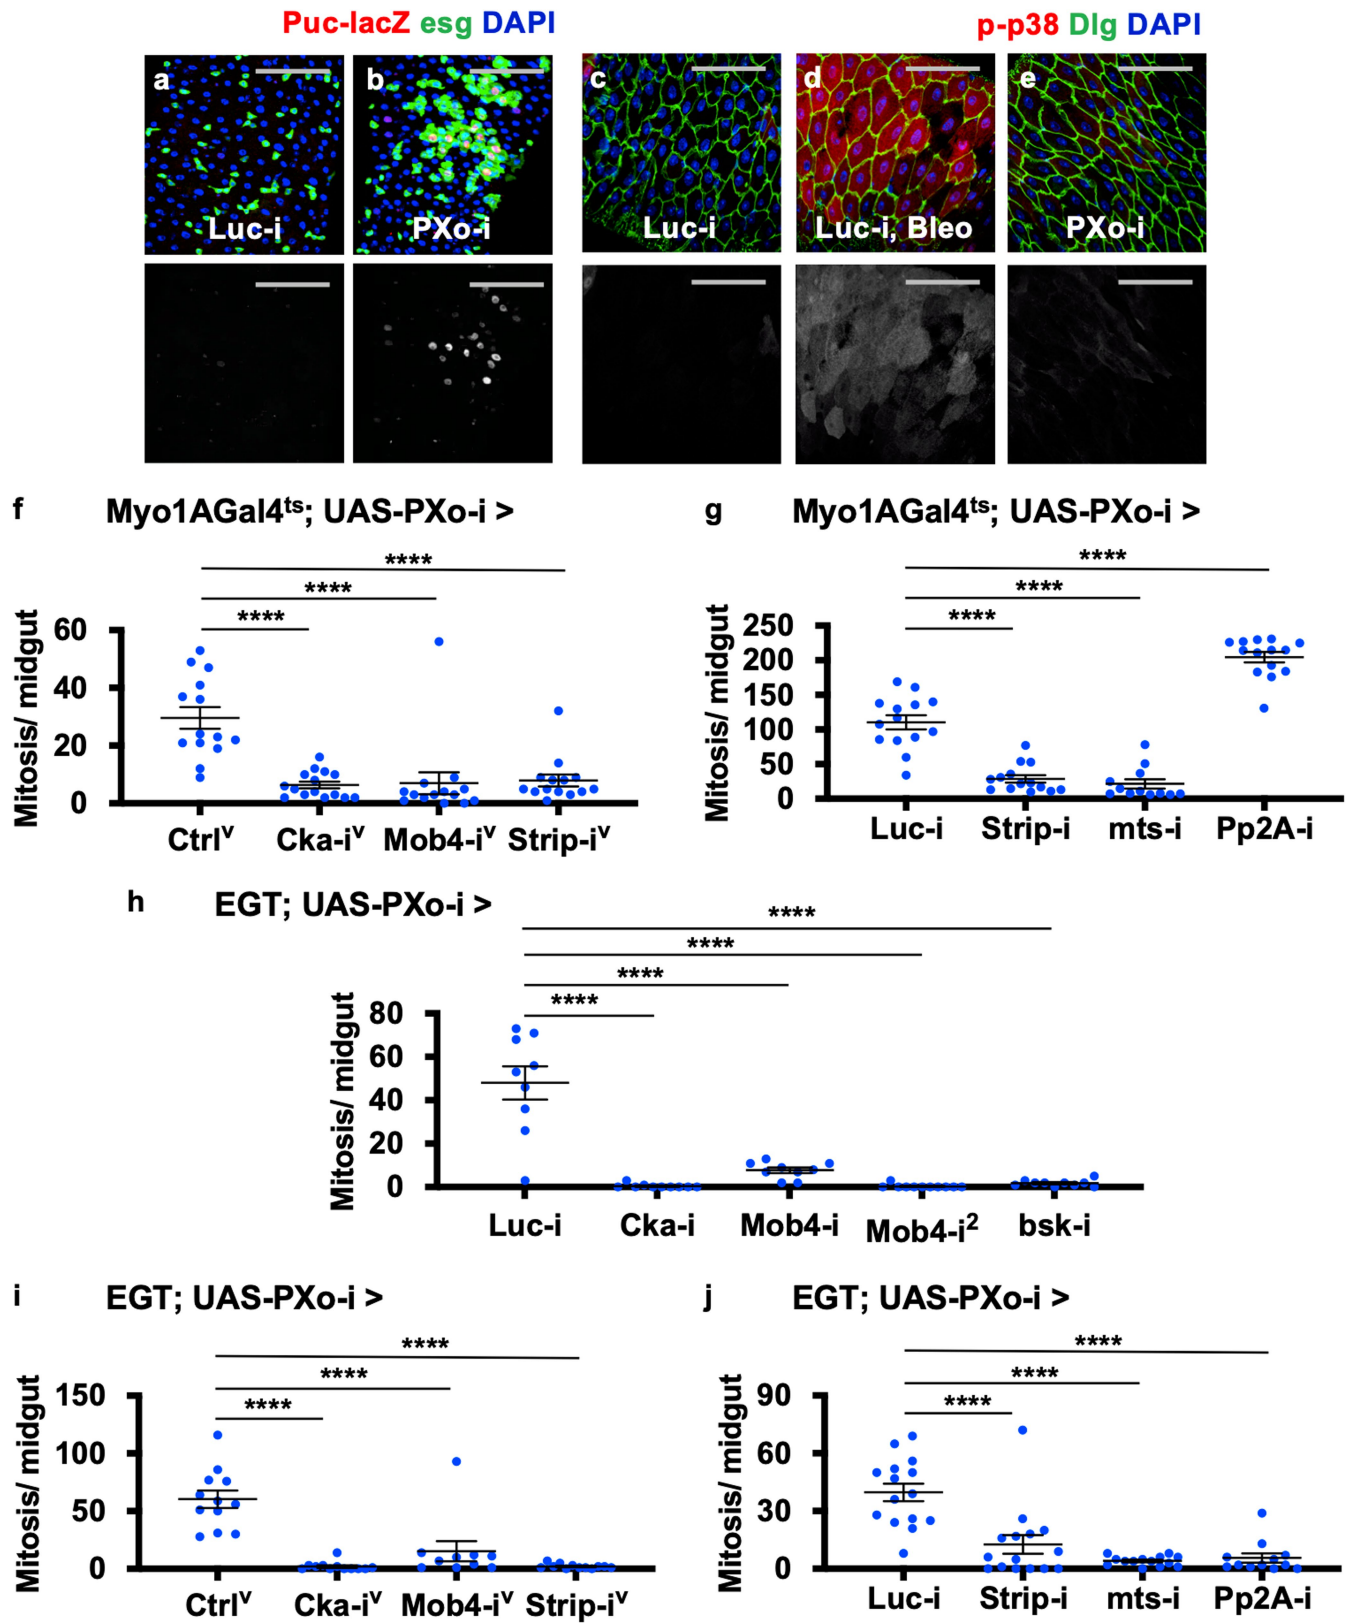 Puc-lacZ esg DAPI
p-p38 Dlg DAPI
a
b
c
d
e
Luc-i
PXo-i
Luc-i
Luc-i, Bleo
PXo-i
f
Myo1AGal4ts; UAS-PXo-i >
****
****
****
Mitosis/ midgut
60
40
20
0
Ctrlv
Cka-iv
Mob4-iv
Strip-iv
g
Myo1AGal4ts; UAS-PXo-i >
****
****
****
Mitosis/ midgut
250
200
150
100
50
0
Luc-i
Strip-i
mts-i
Pp2A-i
h
EGT; UAS-PXo-i >
****
****
****
****
Mitosis/ midgut
80
60
40
20
0
Luc-i
Cka-i
Mob4-i
Mob4-i2
bsk-i
i
EGT; UAS-PXo-i >
****
****
****
Mitosis/ midgut
150
100
50
0
Ctrlv
Cka-iv
Mob4-iv
Strip-iv
j
EGT; UAS-PXo-i >
****
****
****
Mitosis/ midgut
90
60
30
0
Luc-i
Strip-i
mts-i
Pp2A-i